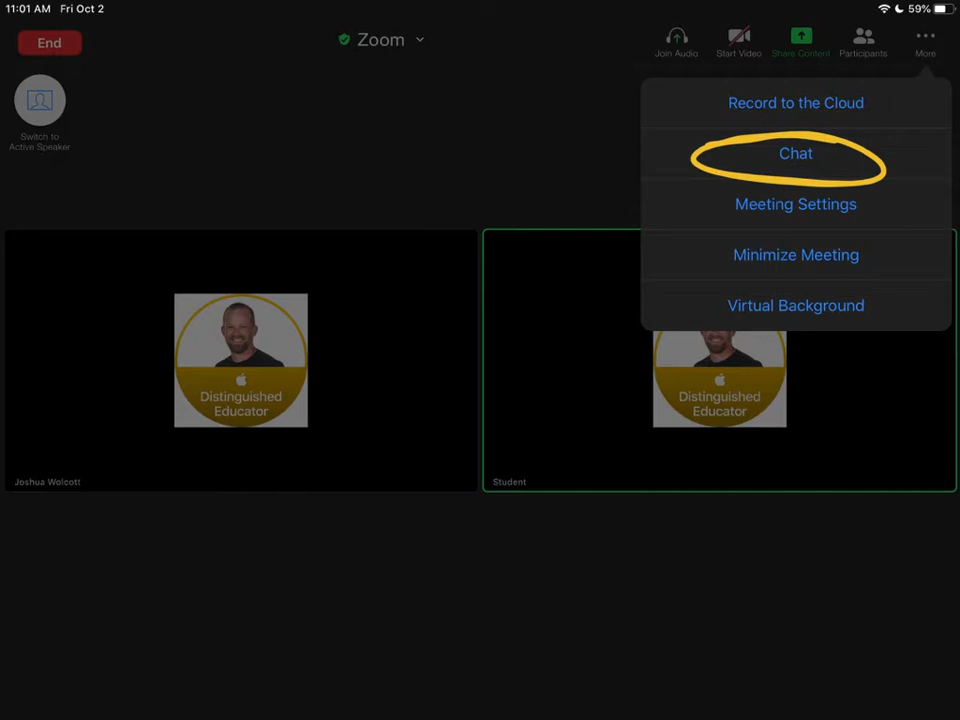 11:01 AM Fri Oct 2
59%
End
Zoom
Join Audio
Start Video
Share Content
Participants
More
Switch to
Active Speaker
Record to the Cloud
Chat
Meeting Settings
Minimize Meeting
Virtual Background
Distinguished
Educator
Joshua Wolcott
Distinguished
Educator
Student